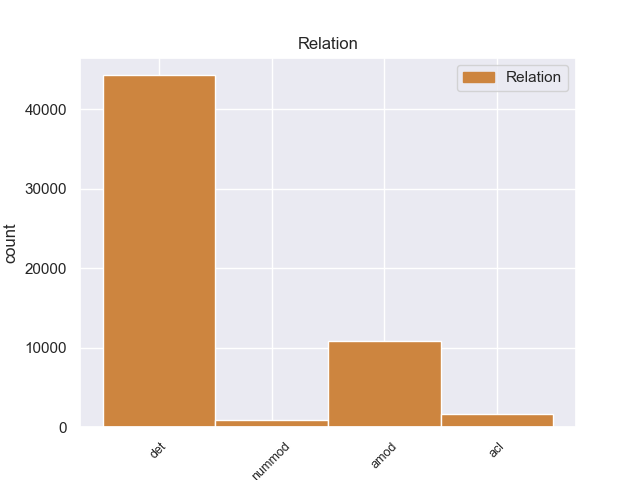 Relation
Relation
40000
30000
20000
10000
0
count
det
nummod
amod
acl